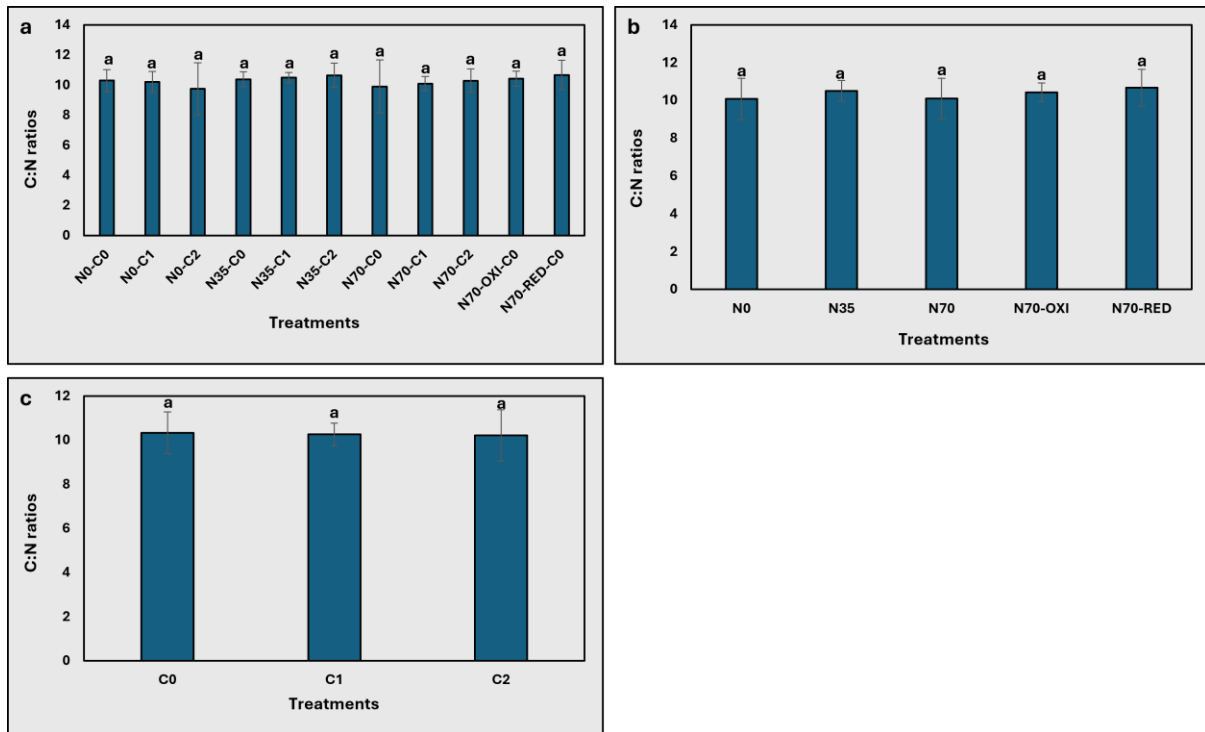 a
14
12
10
8
6
4
2
0
C:N ratios
a a a a a a a a a a a
N0-C0 N0-C1 N0-C2 N35-C0 N35-C1 N35-C2 N70-C0 N70-C1 N70-C2 N70-OXI-C0 N70-RED-C0
Treatments
b
14
12
10
8
6
4
2
0
C:N ratios
a a a a a
N0 N35 N70 N70-OXI N70-RED
Treatments
c
12
10
8
6
4
2
0
C:N ratios
a a a
C0 C1 C2
Treatments